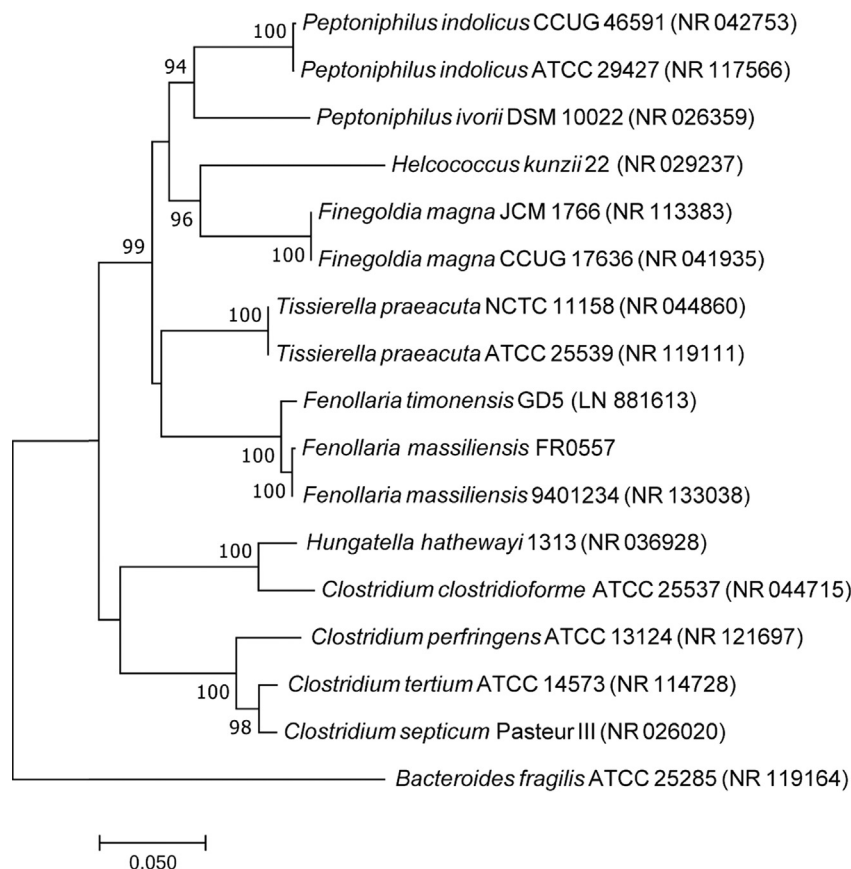 Peptoniphilus indolicus CCUG 46591 (NR 042753)
100
Peptoniphilus indolicus ATCC 29427 (NR 117566)
94
Peptoniphilus ivorii DSM 10022 (NR 026359)
Helcococcus kunzii 22 (NR 029237)
Finegoldia magna JCM 1766 (NR 113383)
96
99
100
Finegoldia magna CCUG 17636 (NR 041935)
Tissierella praeacuta NCTC 11158 (NR 044860)
100
Tissierella praeacuta ATCC 25539 (NR 119111)
Fenollaria timonensis GD5 (LN 881613)
Fenollaria massiliensis FR0557
100
100
Fenollaria massiliensis 9401234 (NR 133038)
Hungatella hathewayi 1313 (NR 036928)
100
Clostridium clostridioforme ATCC 25537 (NR 044715)
Clostridium perfringens ATCC 13124 (NR 121697)
Clostridium tertium ATCC 14573 (NR 114728)
100
98
Clostridium septicum Pasteur III (NR 026020)
Bacteroides fragilis ATCC 25285 (NR 119164)
0.050